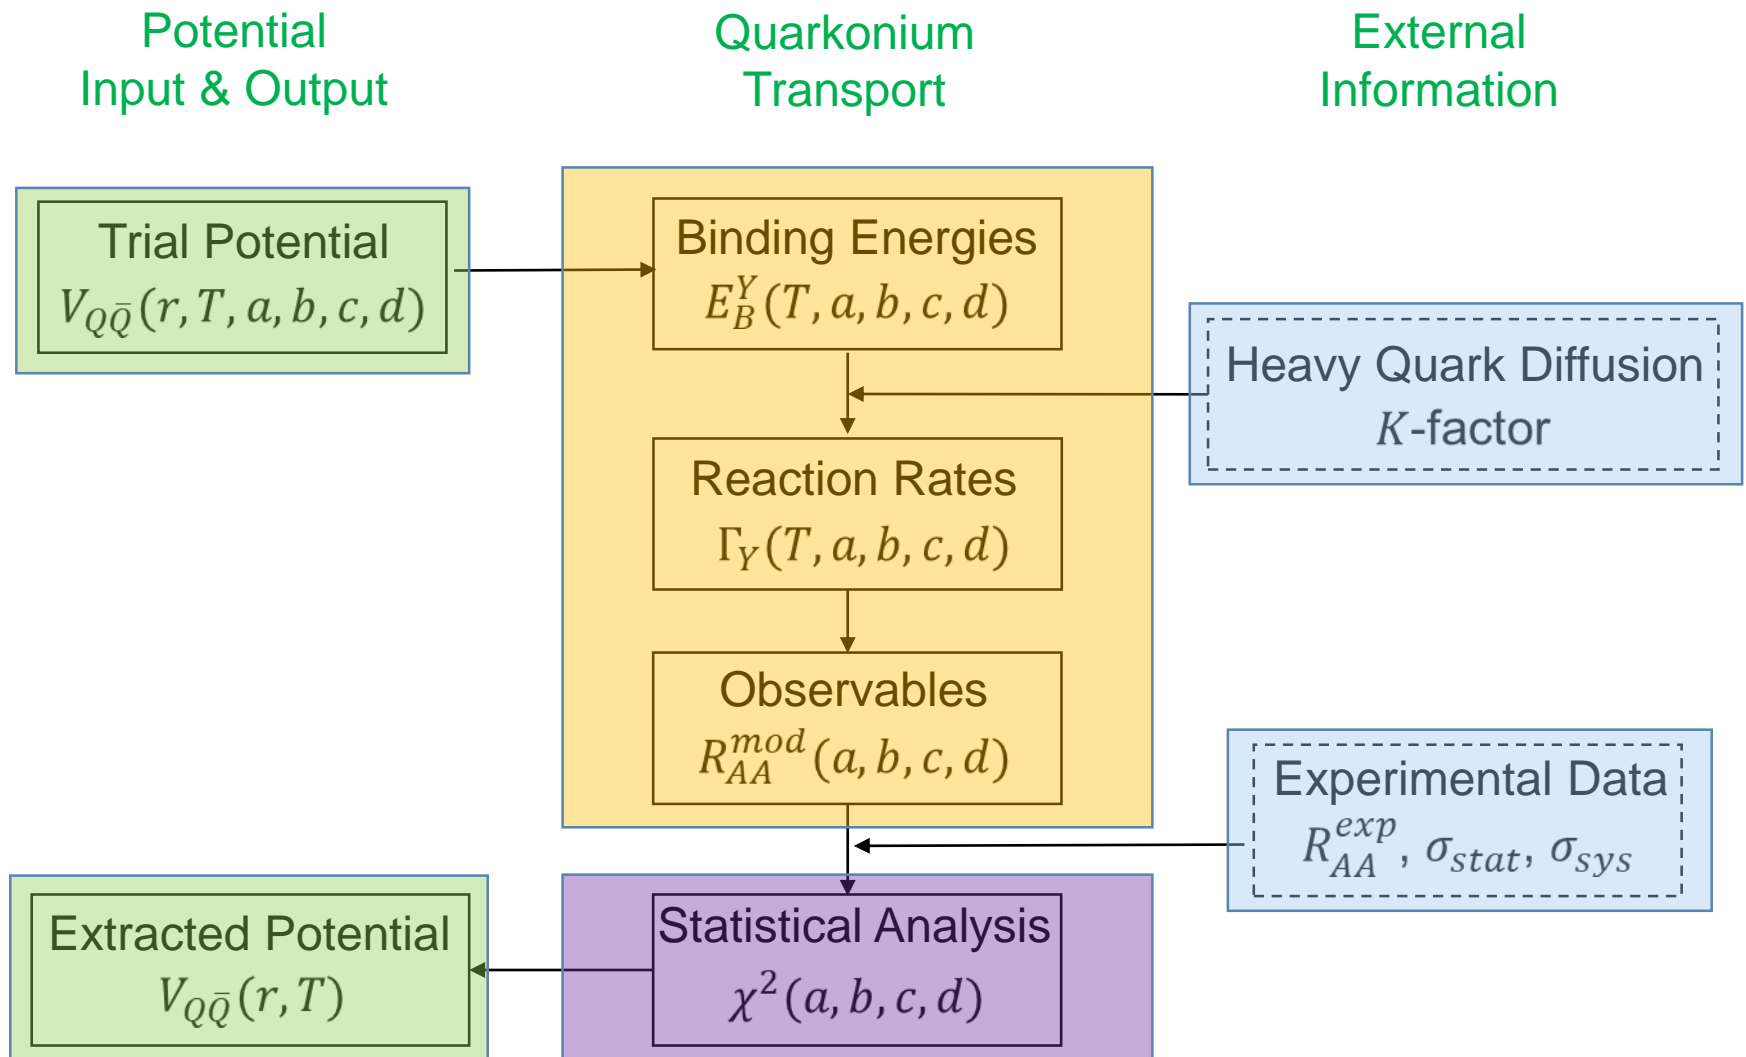 Potential
Input & Output
Quarkonium
Transport
External
Information
Trial Potential
V_{QQ̄}(r, T, a, b, c, d)
Binding Energies
E_B^Y(T, a, b, c, d)
Heavy Quark Diffusion
K-factor
Reaction Rates
Γ_Y(T, a, b, c, d)
Observables
R_{AA}^{mod}(a, b, c, d)
Experimental Data
R_{AA}^{exp}, σ_{stat}, σ_{sys}
Extracted Potential
V_{QQ̄}(r, T)
Statistical Analysis
χ²(a, b, c, d)